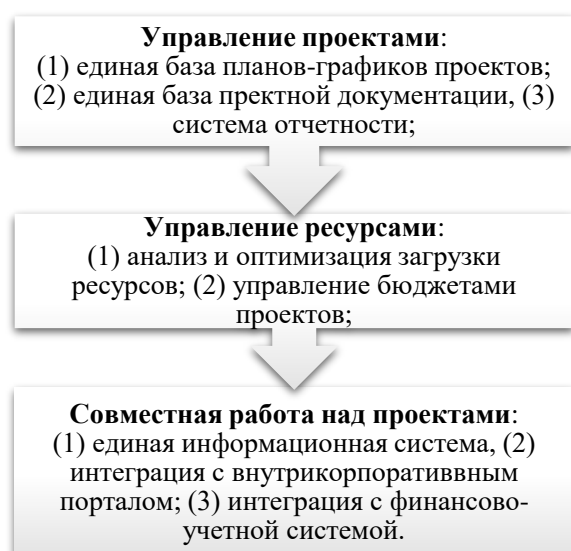 Управление проектами:
(1) единая база планов-графиков проектов;
(2) единая база пректной документации, (3)
система отчетности;
Управление ресурсами:
(1) анализ и оптимизация загрузки
ресурсов; (2) управление бюджетами
проектов;
Совместная работа над проектами:
(1) единая информационная система, (2)
интеграция с внутрикорпоративвным
порталом; (3) интеграция с финансово-
учетной системой.